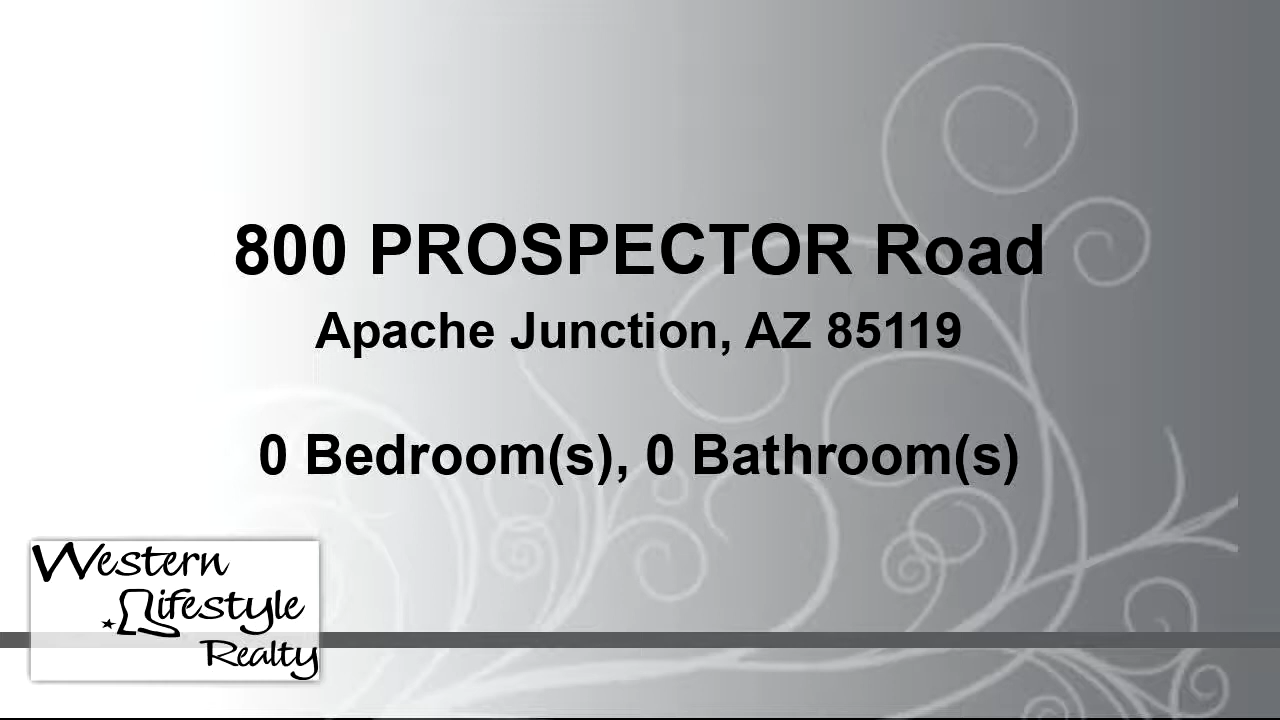 800 PROSPECTOR Road
Apache Junction, AZ 85119
0 Bedroom(s), 0 Bathroom(s)
Western
Lifestyle
Realty